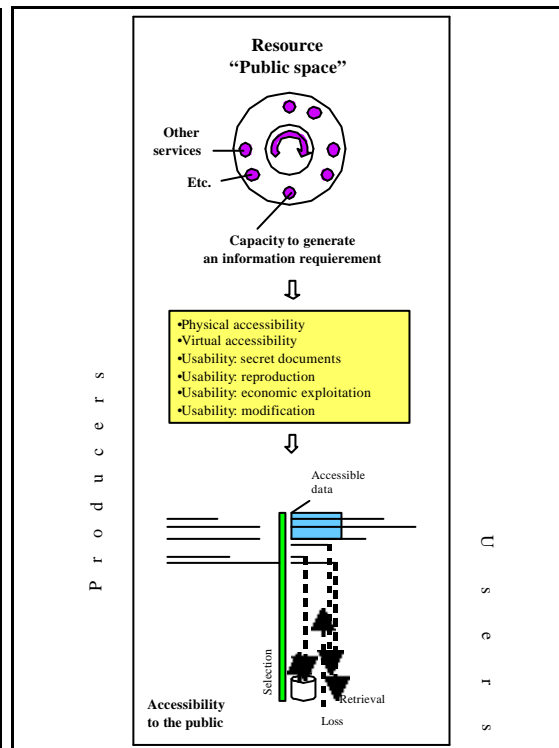 Resource
“Public space”
Other
services
Etc.
Capacity to generate
an information requierement
•Physical accessibility
•Virtual accessibility
•Usability: secret documents
•Usability: reproduction
•Usability: economic exploitation
•Usability: modification
Producers
Accessible
data
Users
Selection
Retrieval
Accessibility
to the public
Loss